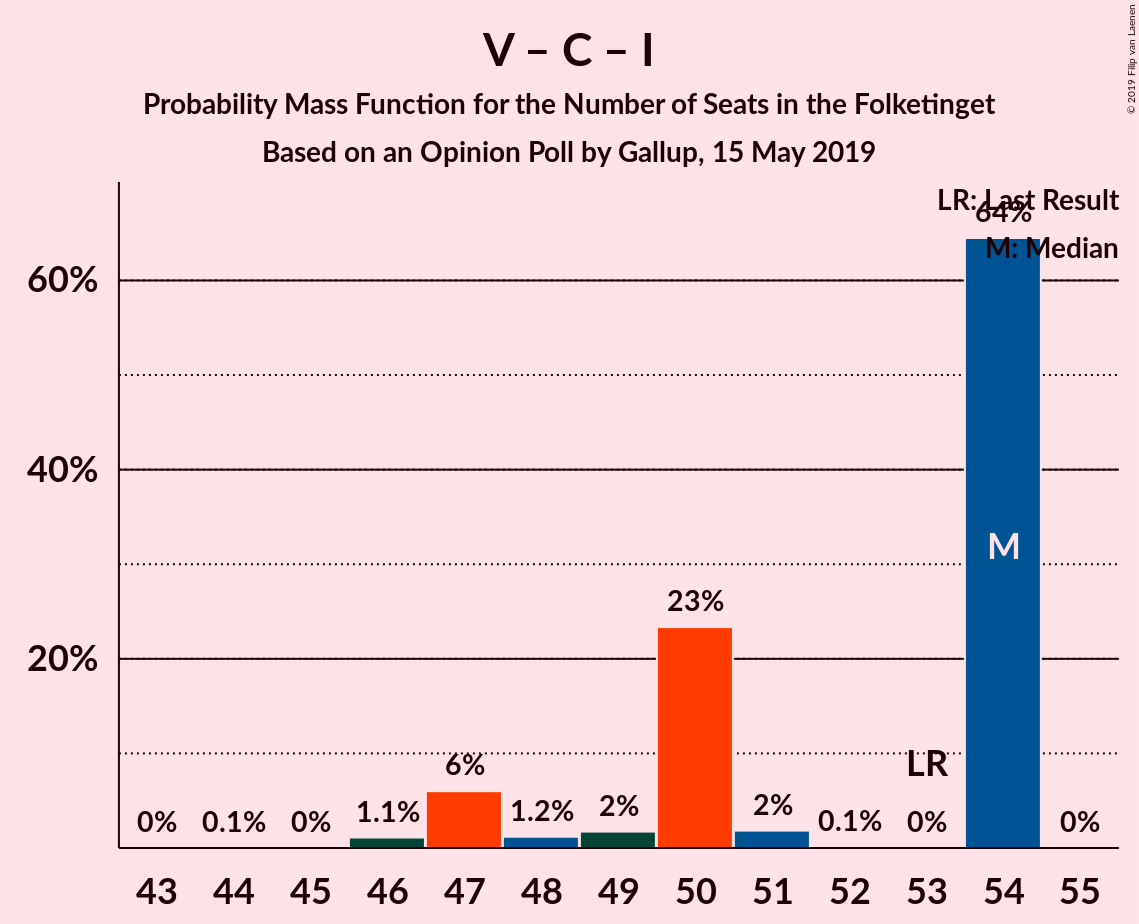 V – C – I
Probability Mass Function for the Number of Seats in the Folketinget
Based on an Opinion Poll by Gallup, 15 May 2019
© 2019 Filip van Laenen
LR: Last Result
M: Median
60%
40%
20%
0%
0.1%
0%
1.1%
6%
1.2%
2%
23%
2%
0.1%
LR
0%
64%
M
0%
43 44 45 46 47 48 49 50 51 52 53 54 55